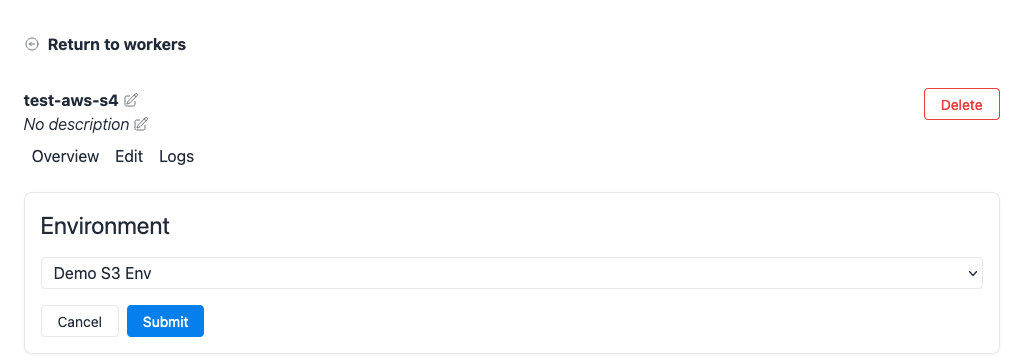 Return to workers
test-aws-s4
Delete
No description
Overview Edit Logs
Environment
Demo S3 Env
Cancel Submit